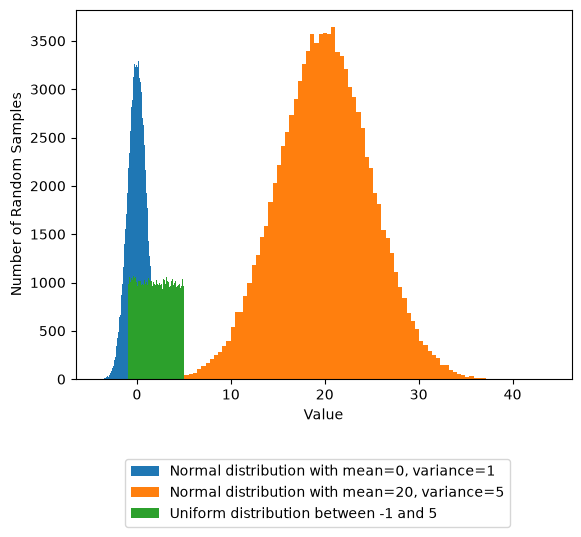 3500
3000
2500
2000
1500
1000
500
0
Number of Random Samples
0 10 20 30 40
Value
Normal distribution with mean=0, variance=1
Normal distribution with mean=20, variance=5
Uniform distribution between -1 and 5